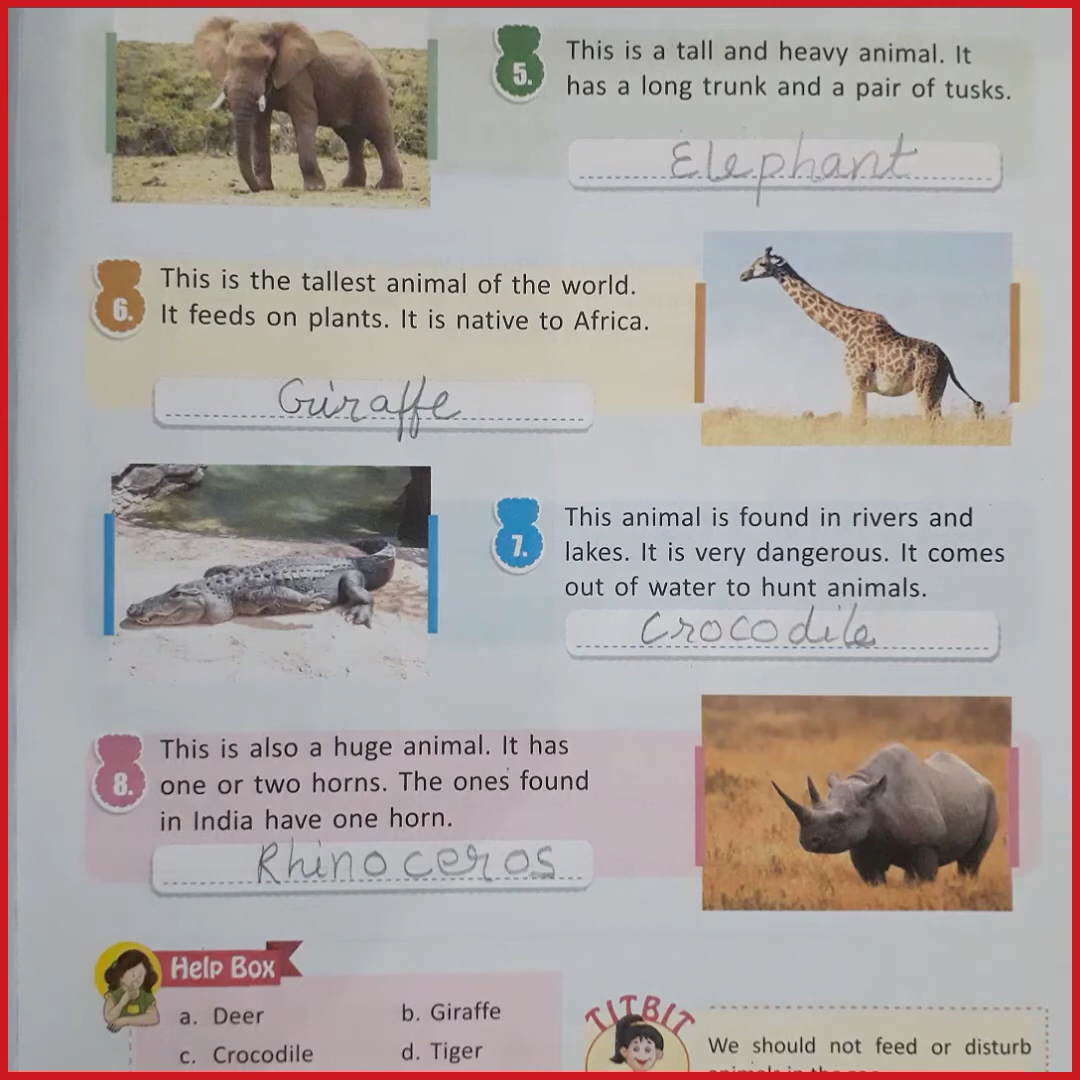 5.
This is a tall and heavy animal. It
has a long trunk and a pair of tusks.
Elephant
6.
This is the tallest animal of the world.
It feeds on plants. It is native to Africa.
Giraffe
7.
This animal is found in rivers and
lakes. It is very dangerous. It comes
out of water to hunt animals.
Crocodile
8.
This is also a huge animal. It has
one or two horns. The ones found
in India have one horn.
Rhinoceros
Help Box
a. Deer
b. Giraffe
c. Crocodile
d. Tiger
TITBIT
We should not feed or disturb